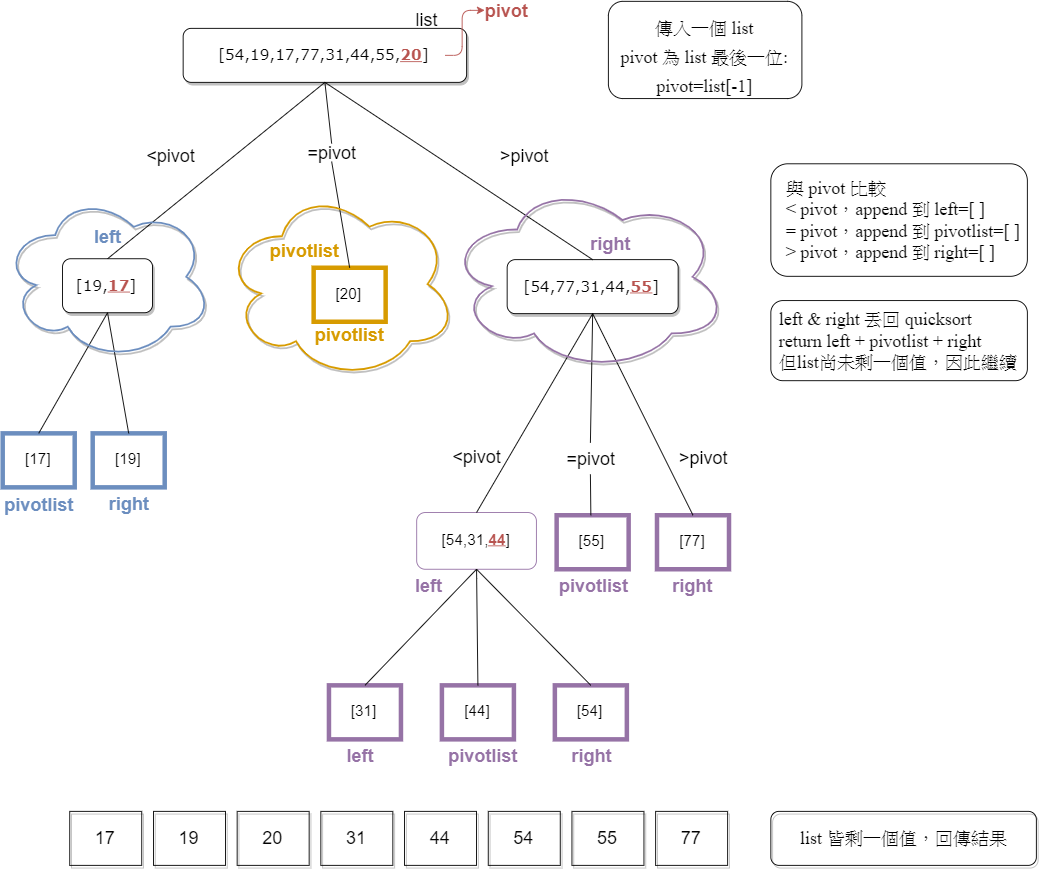 list
pivot
[54,19,17,77,31,44,55,20]
傳入一個 list
pivot 為 list 最後一位:
pivot=list[-1]
<pivot
=pivot
>pivot
與 pivot 比較
< pivot，append 到 left=[ ]
= pivot，append 到 pivotlist=[ ]
> pivot，append 到 right=[ ]
left
pivotlist
right
[19,17]
[20]
[54,77,31,44,55]
pivotlist
left & right 丟回 quicksort
return left + pivotlist + right
但list尚未剩一個值，因此繼續
[17]
[19]
pivotlist
right
<pivot
=pivot
>pivot
[54,31,44]
[55]
[77]
left
pivotlist
right
[31]
[44]
[54]
left
pivotlist
right
17
19
20
31
44
54
55
77
list 皆剩一個值，回傳結果